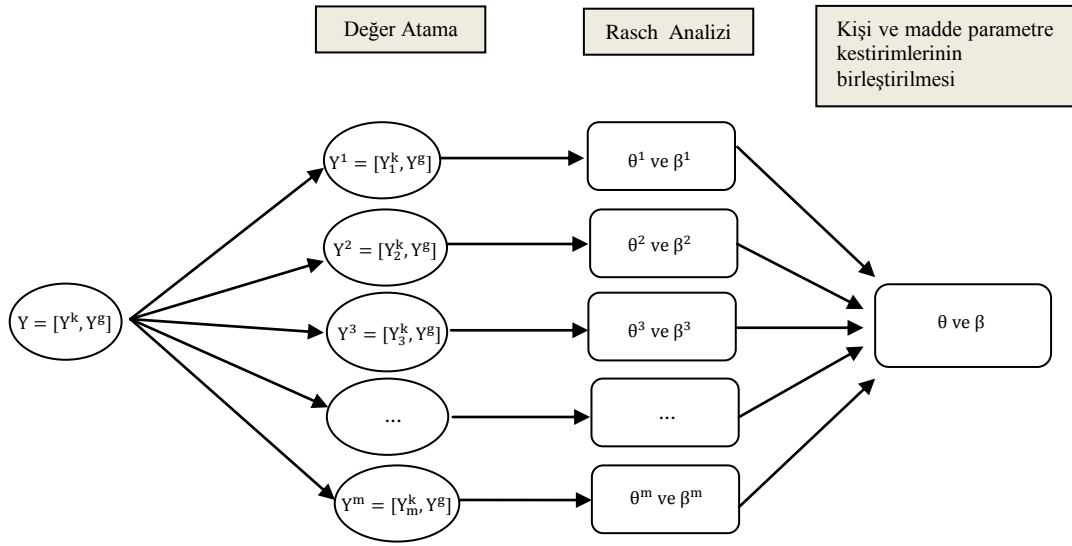 Değer Atama
Rasch Analizi
Kişi ve madde parametre
kestirimlerinin
birleştirilmesi
Y¹ = [Y₁ᵏ, Yᵍ]
θ¹ ve β¹
Y² = [Y₂ᵏ, Yᵍ]
θ² ve β²
Y = [Yᵏ, Yᵍ]
Y³ = [Y₃ᵏ, Yᵍ]
θ³ ve β³
θ ve β
...
...
Yᵐ = [Yₘᵏ, Yᵍ]
θᵐ ve βᵐ